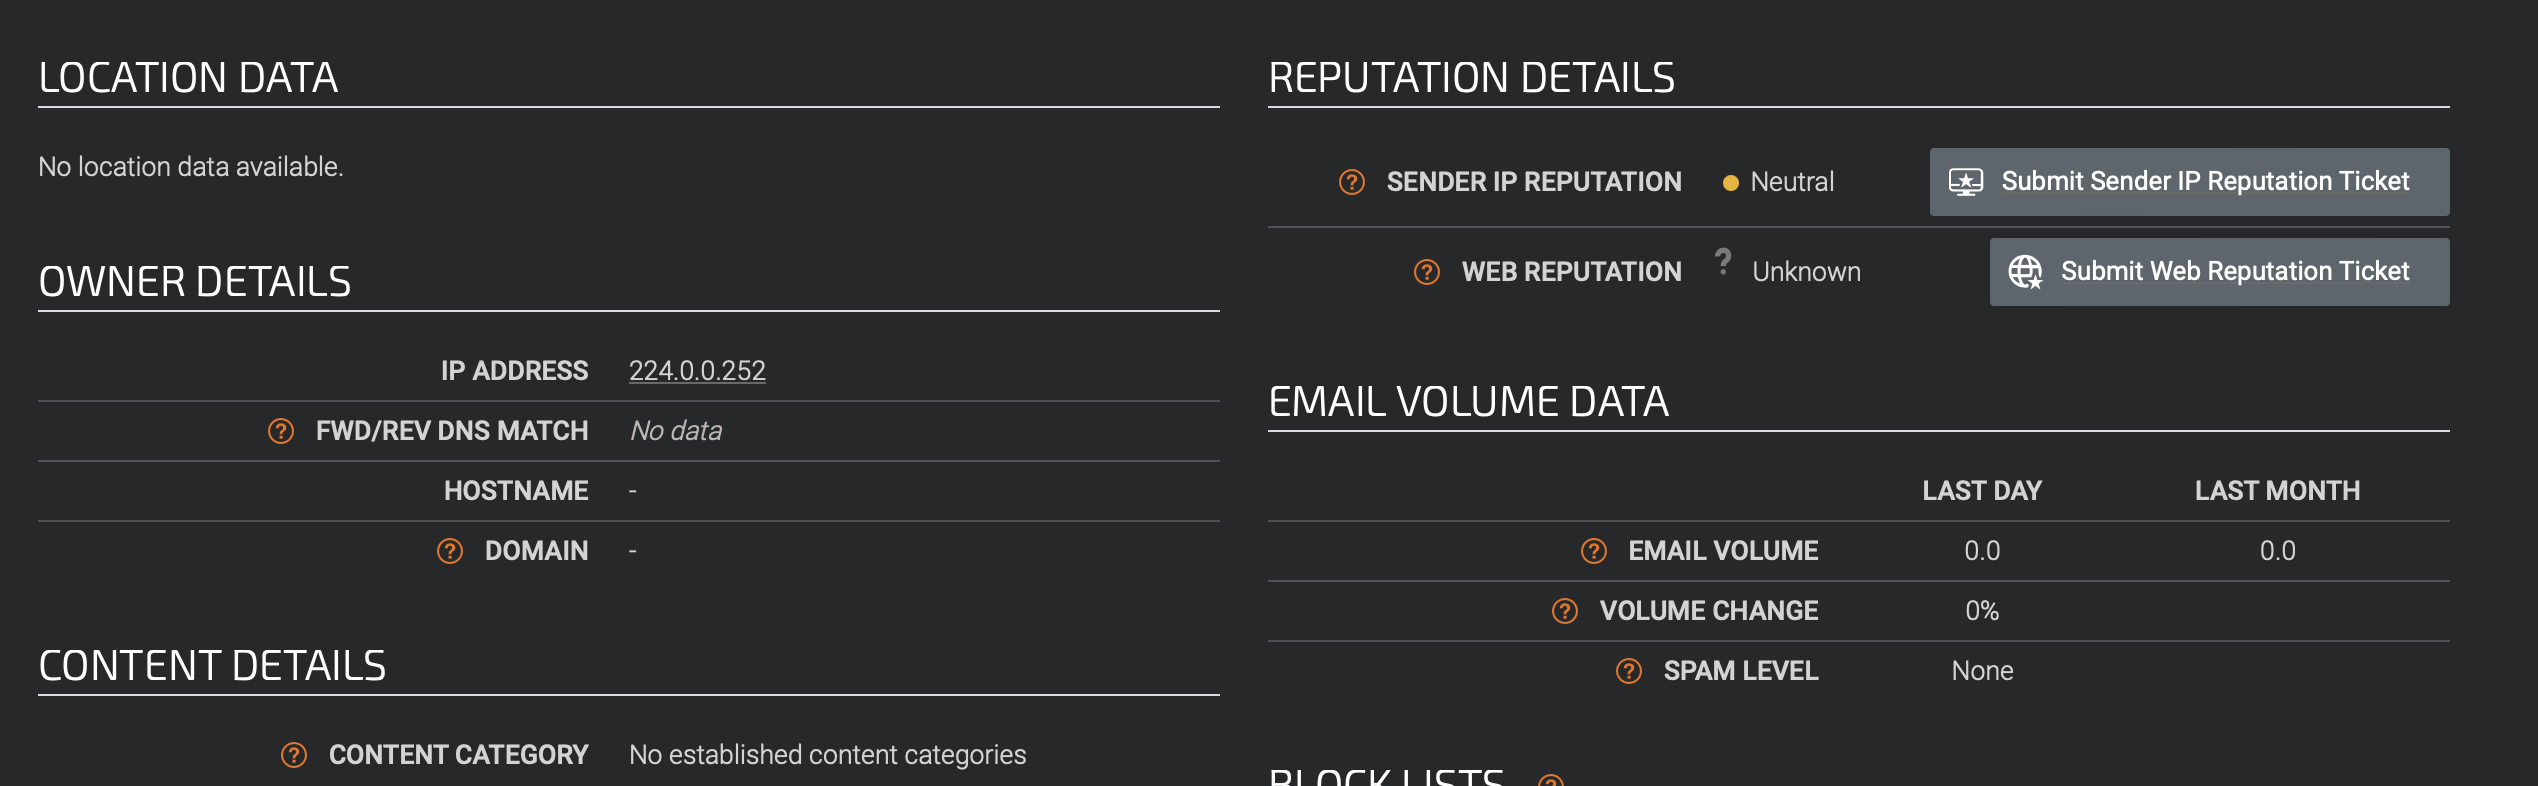 LOCATION DATA
No location data available.
OWNER DETAILS
IP ADDRESS 224.0.0.252
? FWD/REV DNS MATCH No data
HOSTNAME -
? DOMAIN -
CONTENT DETAILS
? CONTENT CATEGORY No established content categories
REPUTATION DETAILS
? SENDER IP REPUTATION Neutral Submit Sender IP Reputation Ticket
? WEB REPUTATION ? Unknown Submit Web Reputation Ticket
EMAIL VOLUME DATA
LAST DAY LAST MONTH
? EMAIL VOLUME 0.0 0.0
? VOLUME CHANGE 0%
? SPAM LEVEL None
BLOCK LISTS ?